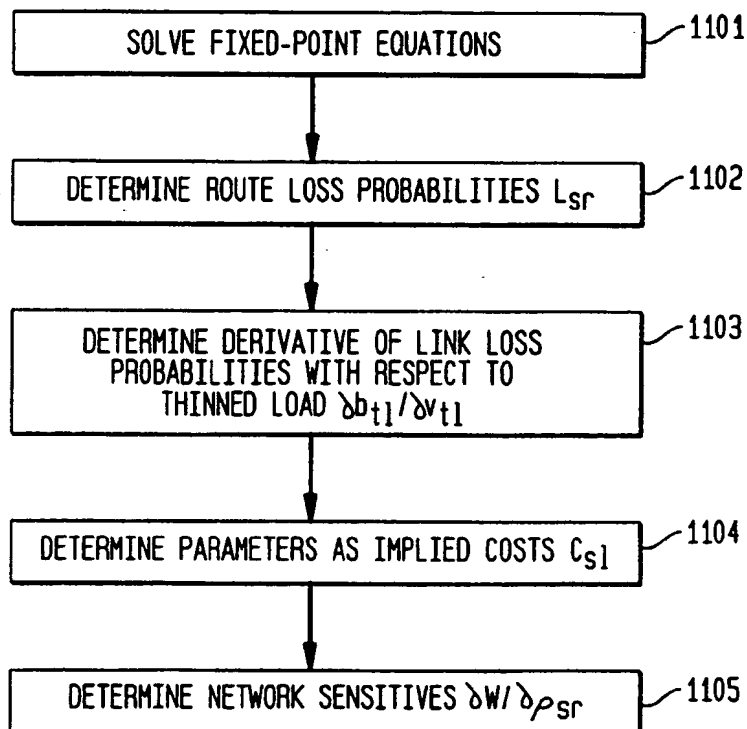 SOLVE FIXED-POINT EQUATIONS
1101
DETERMINE ROUTE LOSS PROBABILITIES Lsr
1102
DETERMINE DERIVATIVE OF LINK LOSS
PROBABILITIES WITH RESPECT TO
THINNED LOAD ∂btl/∂vtl
1103
DETERMINE PARAMETERS AS IMPLIED COSTS Csl
1104
DETERMINE NETWORK SENSITIVES ∂W/∂ρsr
1105